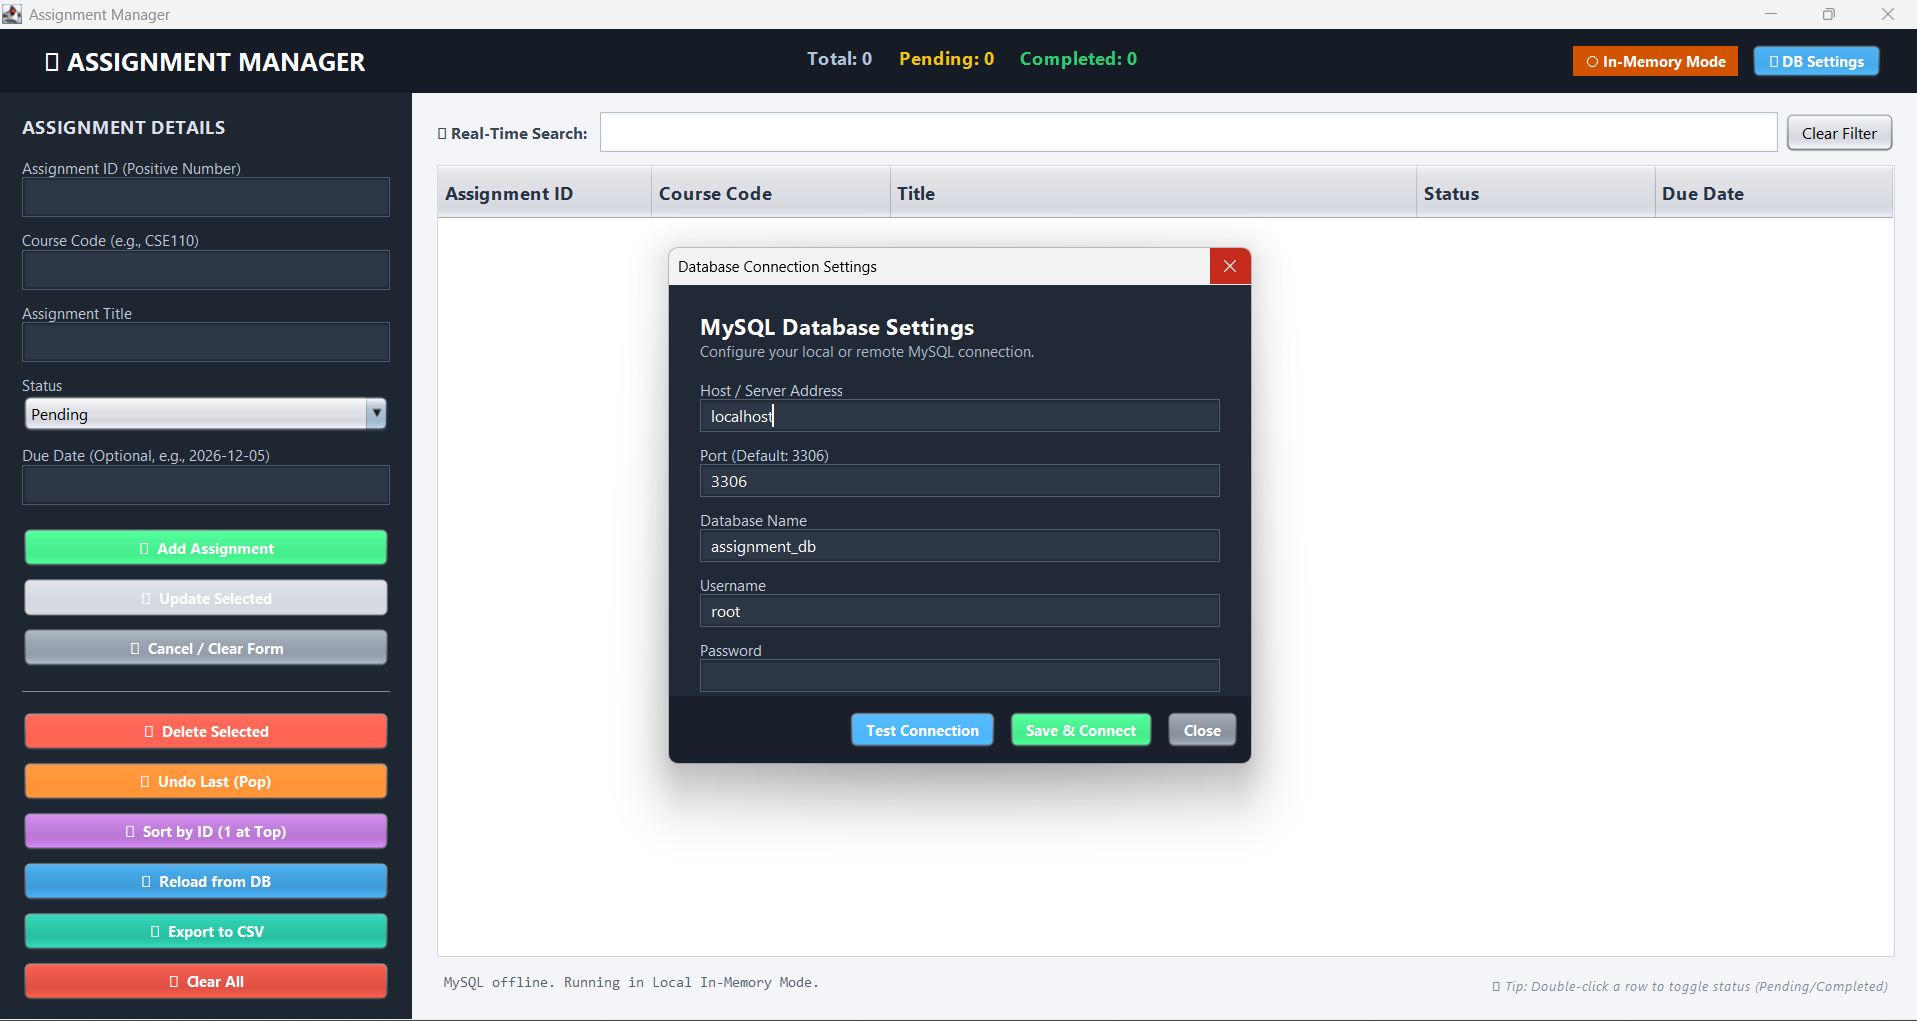 Assignment Manager
ASSIGNMENT MANAGER
Total: 0 Pending: 0 Completed: 0
In-Memory Mode
DB Settings
ASSIGNMENT DETAILS
Assignment ID (Positive Number)
Course Code (e.g., CSE110)
Assignment Title
Status
Pending
Due Date (Optional, e.g., 2026-12-05)
Add Assignment
Update Selected
Cancel / Clear Form
Delete Selected
Undo Last (Pop)
Sort by ID (1 at Top)
Reload from DB
Export to CSV
Clear All
Real-Time Search:
Clear Filter
Assignment ID Course Code Title Status Due Date
Database Connection Settings
MySQL Database Settings
Configure your local or remote MySQL connection.
Host / Server Address
localhost
Port (Default: 3306)
3306
Database Name
assignment_db
Username
root
Password
Test Connection Save & Connect Close
MySQL offline. Running in Local In-Memory Mode.
Tip: Double-click a row to toggle status (Pending/Completed)